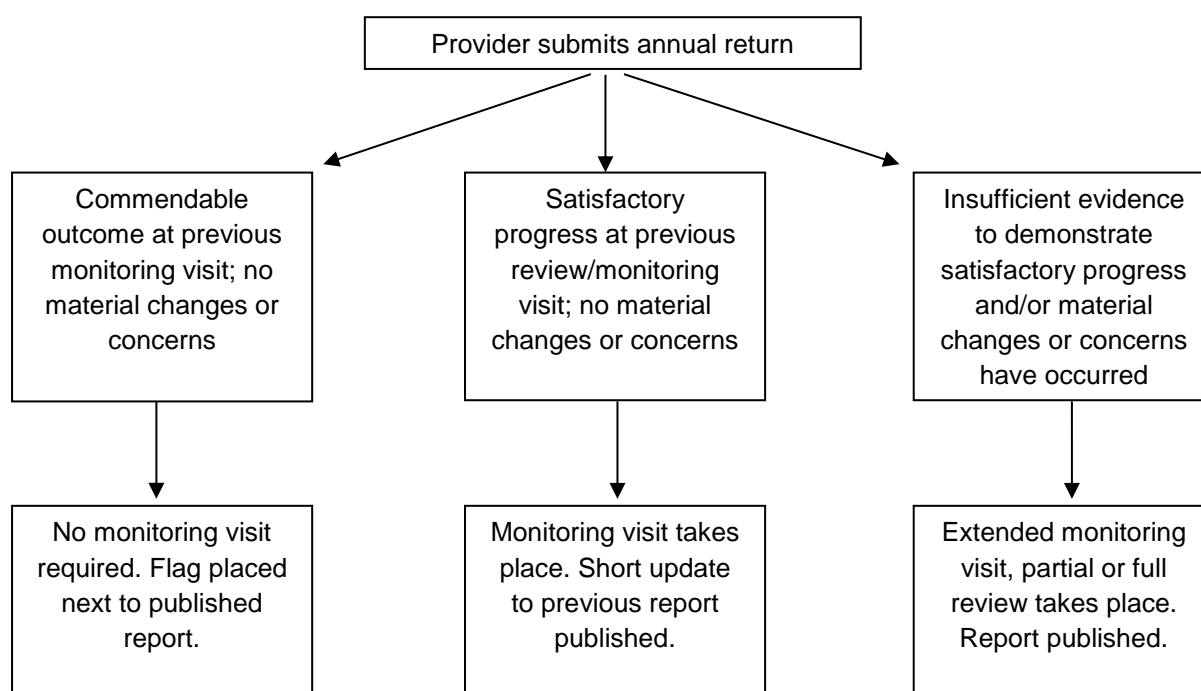 Provider submits annual return
Commendable
outcome at previous
monitoring visit; no
material changes or
concerns
Satisfactory
progress at previous
review/monitoring
visit; no material
changes or concerns
Insufficient evidence
to demonstrate
satisfactory progress
and/or material
changes or concerns
have occurred
No monitoring visit
required. Flag placed
next to published
report.
Monitoring visit takes
place. Short update
to previous report
published.
Extended monitoring
visit, partial or full
review takes place.
Report published.